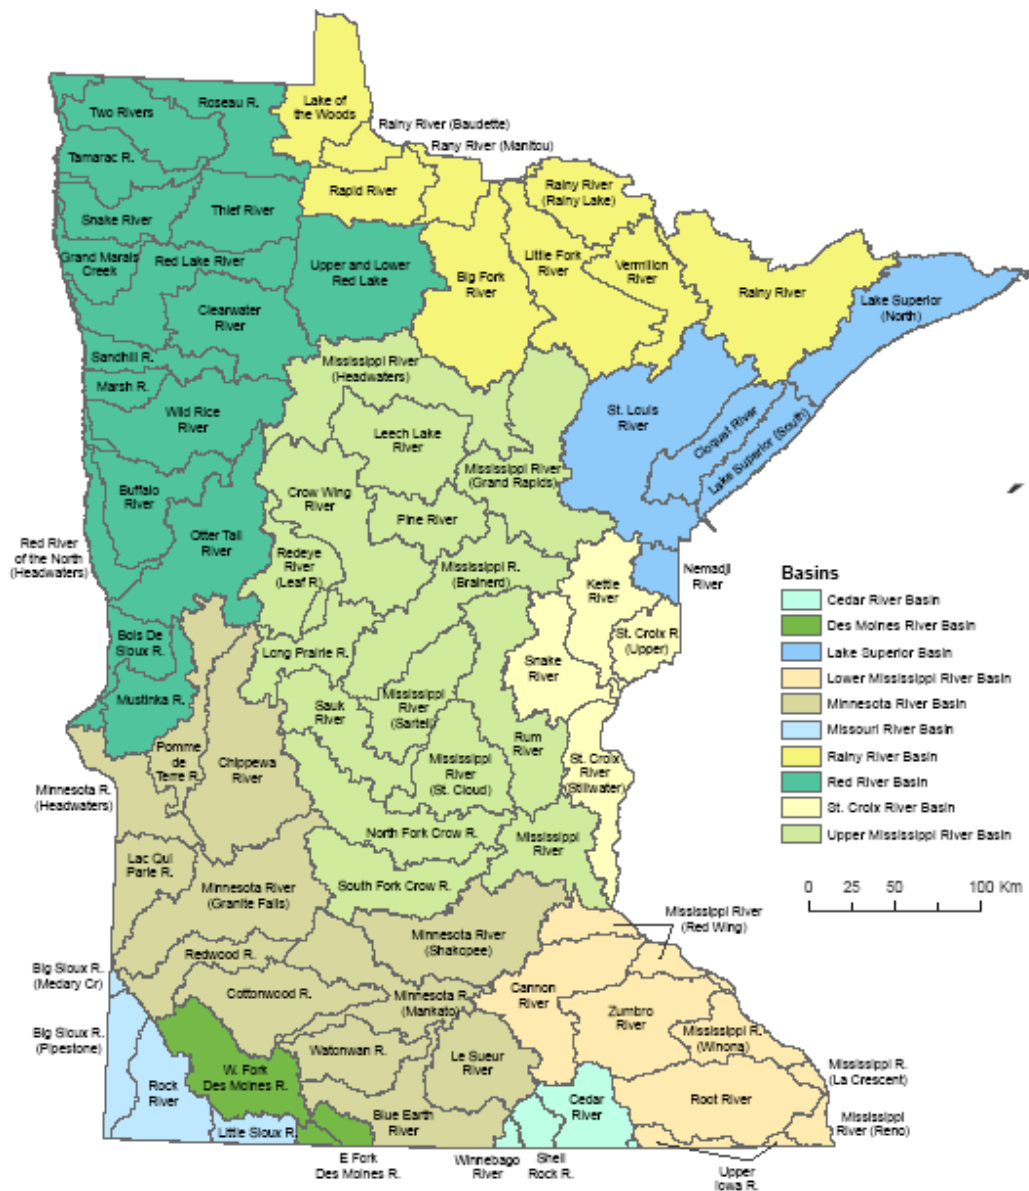 Two Rivers
Roseau R.
Lake of
the Woods
Rainy River (Baudette)
Rany River (Manitou)
Tamarac R.
Rapid River
Rainy River
(Rainy Lake)
Snake River
Thief River
Grand Marais
Creek
Red Lake River
Upper and Lower
Red Lake
Big Fork
River
Little Fork
River
Vermilion
River
Rainy River
Lake Superior
(North)
Clearwater
River
Sandhill R.
Mississippi River
(Headwaters)
Marsh R.
Wild Rice
River
Leech Lake
River
St. Louis
River
Cloquet River
Lake Superior (South)
Mississippi River
(Grand Rapids)
Buffalo
River
Crow Wing
River
Pine River
Otter Tail
River
Red River
of the North
(Headwaters)
Redeye
River
(Leaf R.)
Mississippi R.
(Brainerd)
Kettle
River
Nemadji
River
Bois De
Sioux R.
Long Prairie R.
St. Croix R.
(Upper)
Snake
River
Mustinka R.
Sauk
River
Mississippi
River
(Sartell)
Rum
River
Pomme
de
Terre R.
Chippewa
River
Mississippi
River
(St. Cloud)
St. Croix
River
(Stillwater)
Minnesota R.
(Headwaters)
North Fork Crow R.
Mississippi
River
Lac Qui
Parle R.
Minnesota River
(Granite Falls)
South Fork Crow R.
Mississippi River
(Red Wing)
Minnesota River
(Shakopee)
Redwood R.
Big Sioux R.
(Medary Cr)
Cottonwood R.
Minnesota R.
(Mankato)
Cannon
River
Zumbro
River
Big Sioux R.
(Pipestone)
Watonwan R.
Le Sueur
River
Mississippi R.
(Winona)
W. Fork
Des Moines R.
Mississippi R.
(La Crescent)
Rock
River
Cedar
River
Root River
Little Sioux R.
Blue Earth
River
Mississippi
River (Reno)
E Fork
Des Moines R.
Winnebago
River
Shell
Rock R.
Upper
Iowa R.
Basins
Cedar River Basin
Des Moines River Basin
Lake Superior Basin
Lower Mississippi River Basin
Minnesota River Basin
Missouri River Basin
Rainy River Basin
Red River Basin
St. Croix River Basin
Upper Mississippi River Basin
0 25 50 100 Km